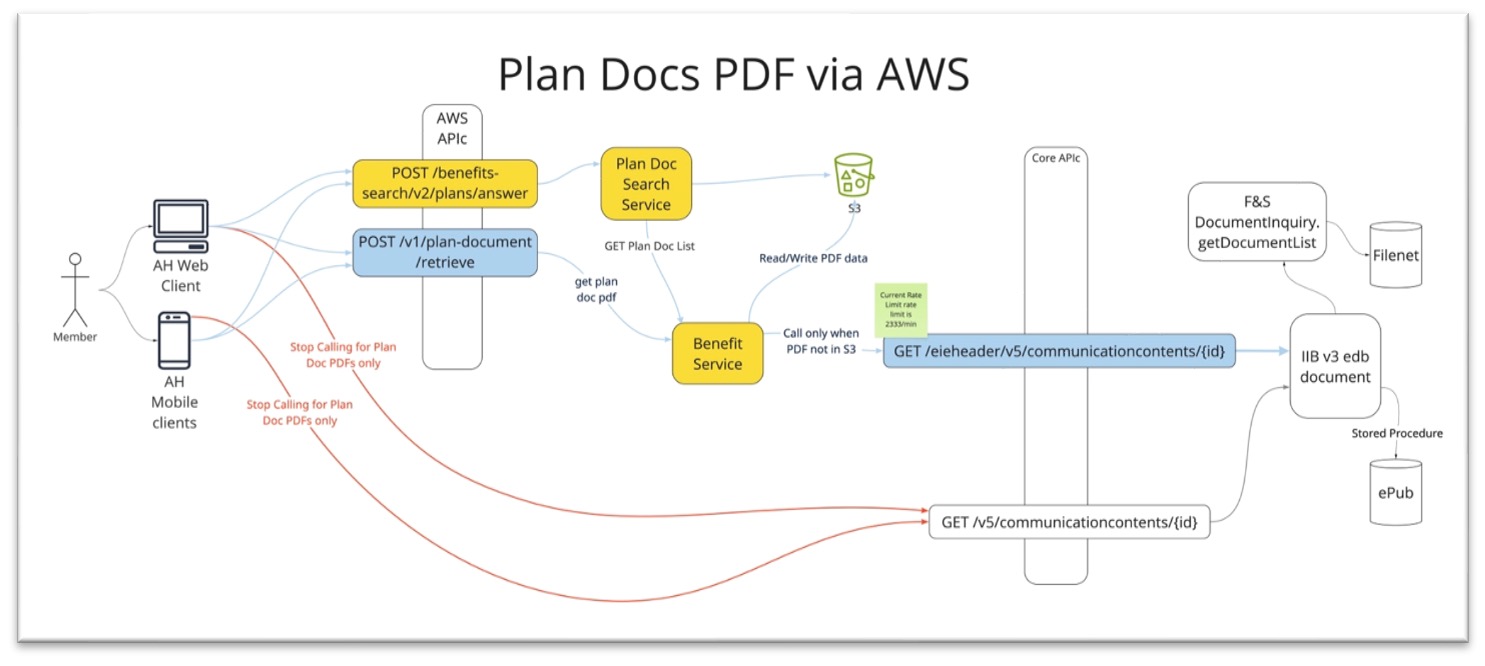 Plan Docs PDF via AWS
AWS
APIc
POST /benefits-
search/v2/plans/answer
POST /v1/plan-document
/retrieve
Plan Doc
Search
Service
GET Plan Doc List
get plan
doc pdf
S3
Read/Write PDF data
Benefit
Service
Call only when
PDF not in S3
Current Rate
Limit rate
limit is
2333/min
Core APIc
GET /eieheader/v5/communicationcontents/{id}
F&S
DocumentInquiry.
getDocumentList
Filenet
IIB v3 edb
document
Stored Procedure
ePub
GET /v5/communicationcontents/{id}
Member
AH Web
Client
AH
Mobile
clients
Stop Calling for Plan
Doc PDFs only
Stop Calling for Plan
Doc PDFs only